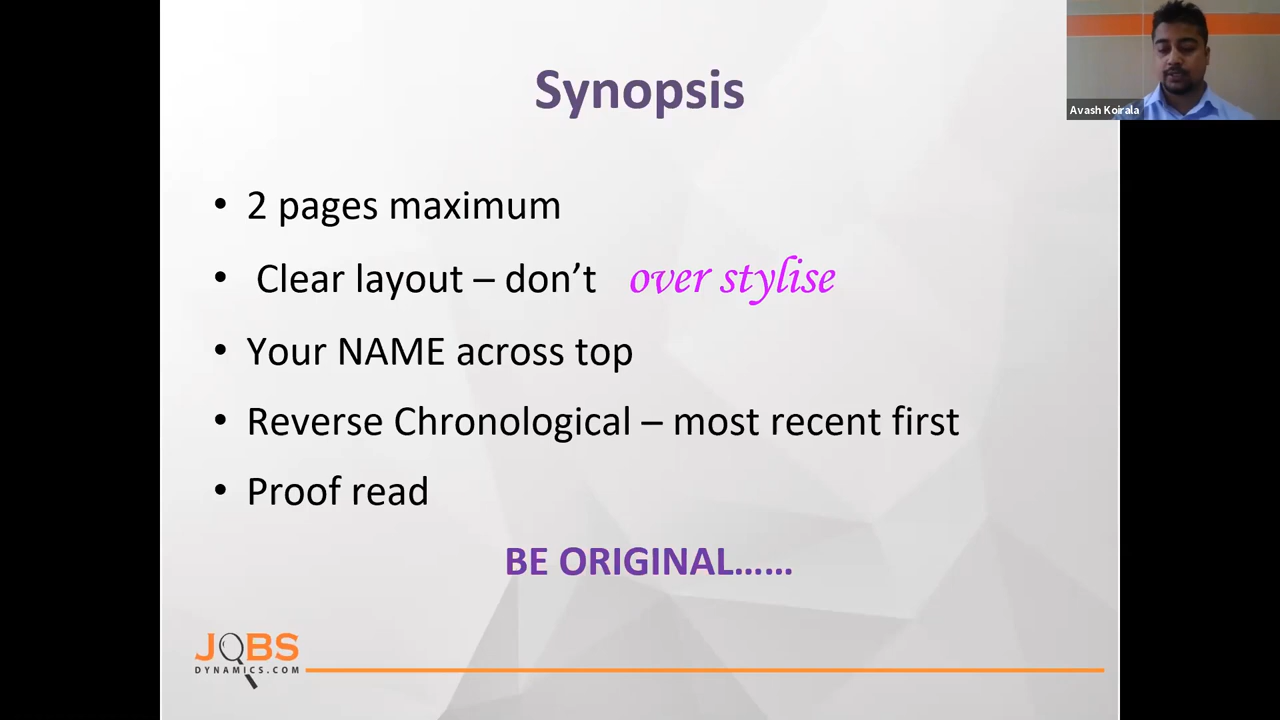 Synopsis
Avash Koirala
• 2 pages maximum
• Clear layout – don’t over stylise
• Your NAME across top
• Reverse Chronological – most recent first
• Proof read
BE ORIGINAL......
JOBS
DYNAMICS.COM